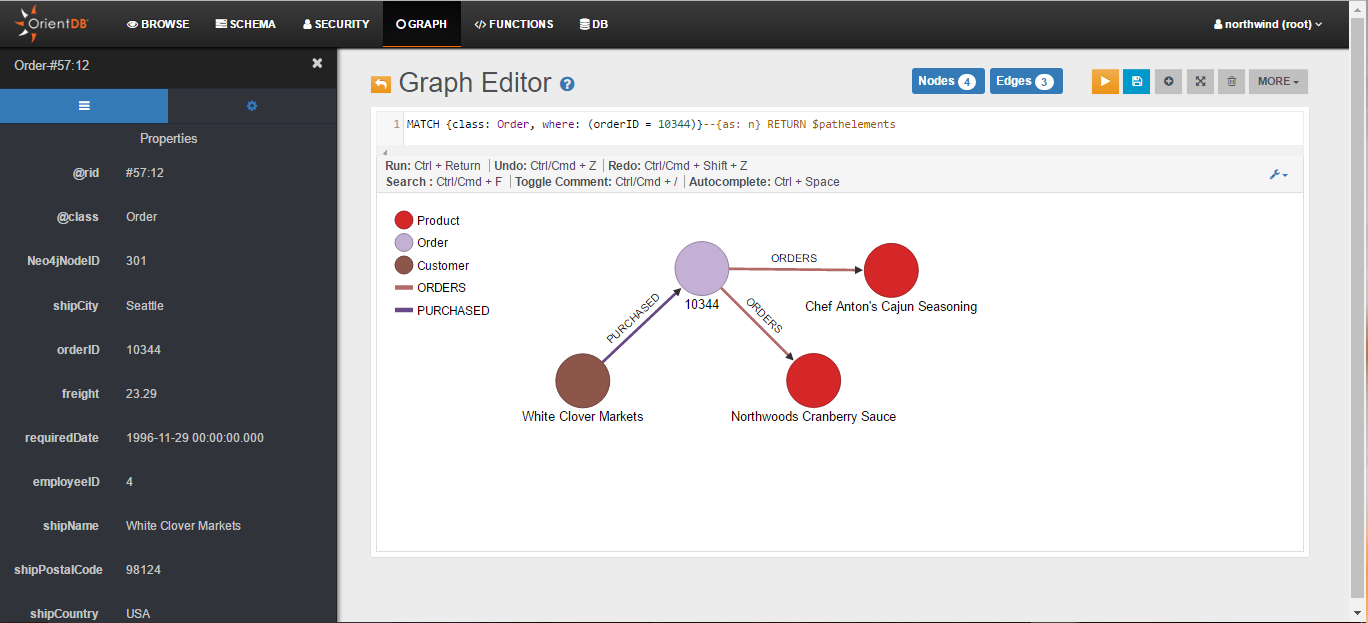 OrientDB BROWSE SCHEMA SECURITY GRAPH FUNCTIONS DB northwind (root)
Order-#57:12
Properties
@rid #57:12
@class Order
Neo4jNodeID 301
shipCity Seattle
orderID 10344
freight 23.29
requiredDate 1996-11-29 00:00:00.000
employeeID 4
shipName White Clover Markets
shipPostalCode 98124
shipCountry USA
Graph Editor ?
Nodes 4 Edges 3 MORE
1 MATCH {class: Order, where: (orderID = 10344)}--{as: n} RETURN $pathelements
Run: Ctrl + Return | Undo: Ctrl/Cmd + Z | Redo: Ctrl/Cmd + Shift + Z
Search : Ctrl/Cmd + F | Toggle Comment: Ctrl/Cmd + / | Autocomplete: Ctrl + Space
Product
Order
Customer
ORDERS
PURCHASED
ORDERS
10344
Chef Anton's Cajun Seasoning
PURCHASED
ORDERS
White Clover Markets
Northwoods Cranberry Sauce